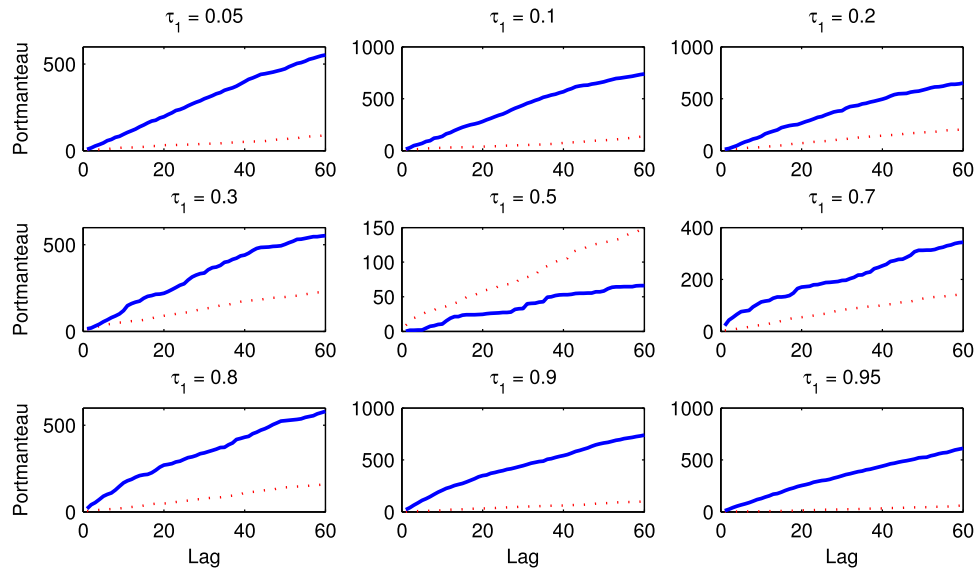 τ1 = 0.05
τ1 = 0.1
τ1 = 0.2
Portmanteau
500
0
0 20 40 60
1000
500
0
0 20 40 60
1000
500
0
0 20 40 60
τ1 = 0.3
τ1 = 0.5
τ1 = 0.7
Portmanteau
500
0
0 20 40 60
150
100
50
0
0 20 40 60
400
200
0
0 20 40 60
τ1 = 0.8
τ1 = 0.9
τ1 = 0.95
Portmanteau
500
0
0 20 40 60
Lag
1000
500
0
0 20 40 60
Lag
1000
500
0
0 20 40 60
Lag